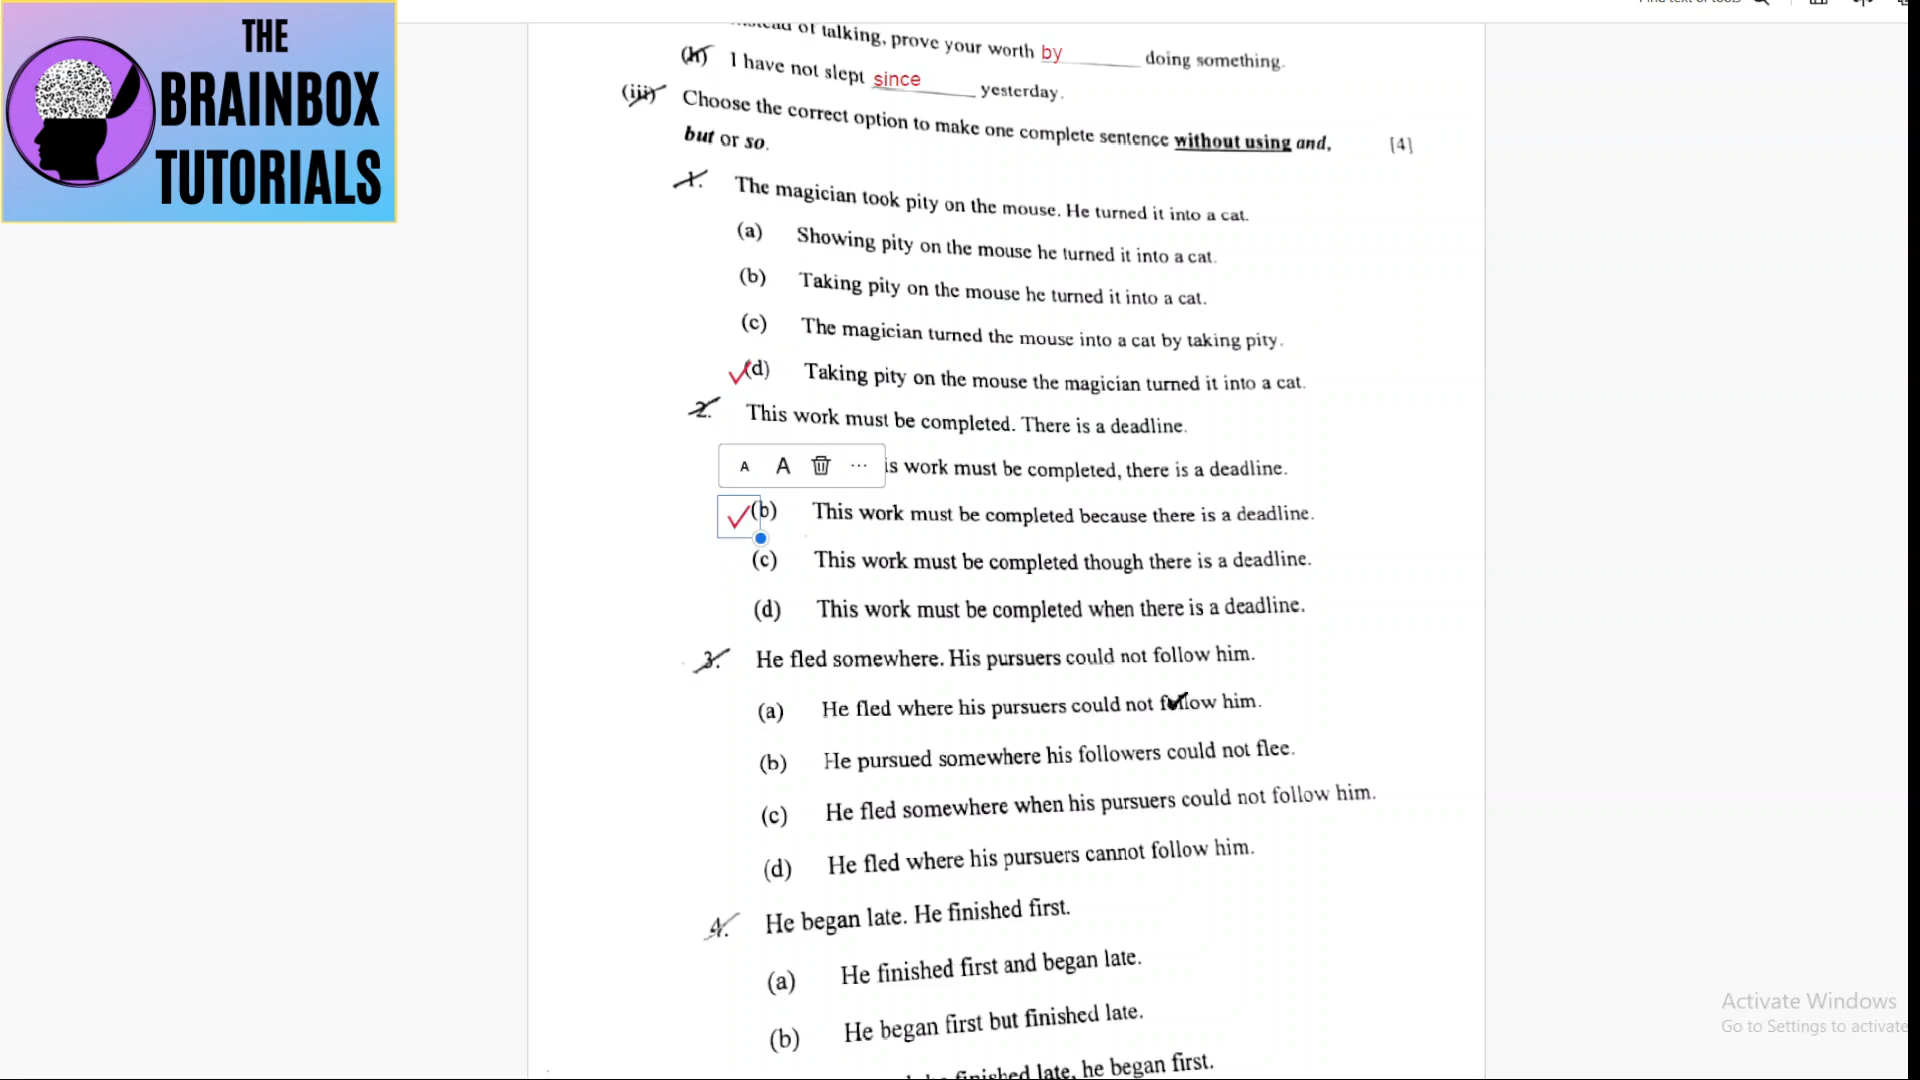 THE
BRAINBOX
TUTORIALS
of talking, prove your worth by ______ doing something.
(h) I have not slept since ______ yesterday.
(iii) Choose the correct option to make one complete sentence without using and, [4]
but or so.
1. The magician took pity on the mouse. He turned it into a cat.
(a) Showing pity on the mouse he turned it into a cat.
(b) Taking pity on the mouse he turned it into a cat.
(c) The magician turned the mouse into a cat by taking pity.
(d) Taking pity on the mouse the magician turned it into a cat.
2. This work must be completed. There is a deadline.
A A ... is work must be completed, there is a deadline.
(b) This work must be completed because there is a deadline.
(c) This work must be completed though there is a deadline.
(d) This work must be completed when there is a deadline.
3. He fled somewhere. His pursuers could not follow him.
(a) He fled where his pursuers could not follow him.
(b) He pursued somewhere his followers could not flee.
(c) He fled somewhere when his pursuers could not follow him.
(d) He fled where his pursuers cannot follow him.
4. He began late. He finished first.
(a) He finished first and began late.
(b) He began first but finished late.
finished late, he began first.
Activate Windows
Go to Settings to activate